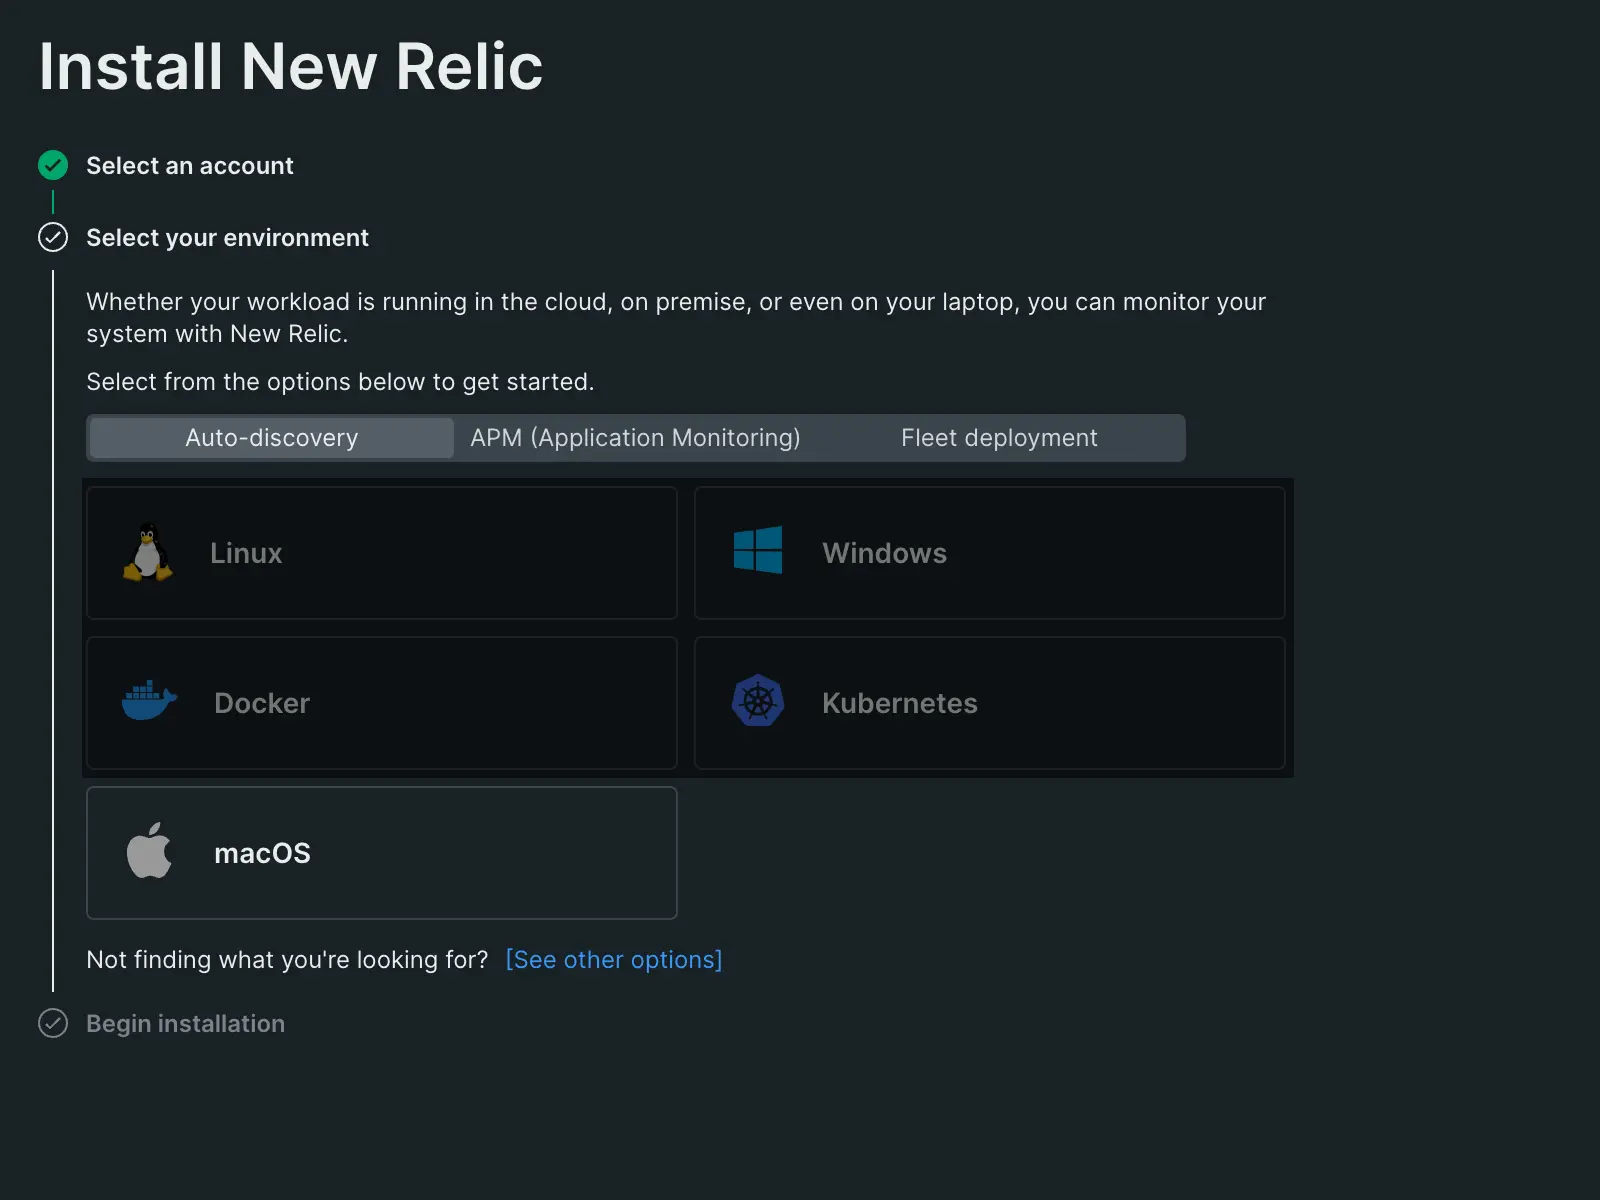 Install New Relic
Select an account
Select your environment
Whether your workload is running in the cloud, on premise, or even on your laptop, you can monitor your
system with New Relic.
Select from the options below to get started.
Auto-discovery APM (Application Monitoring) Fleet deployment
Linux Windows
Docker Kubernetes
macOS
Not finding what you're looking for? [See other options]
Begin installation